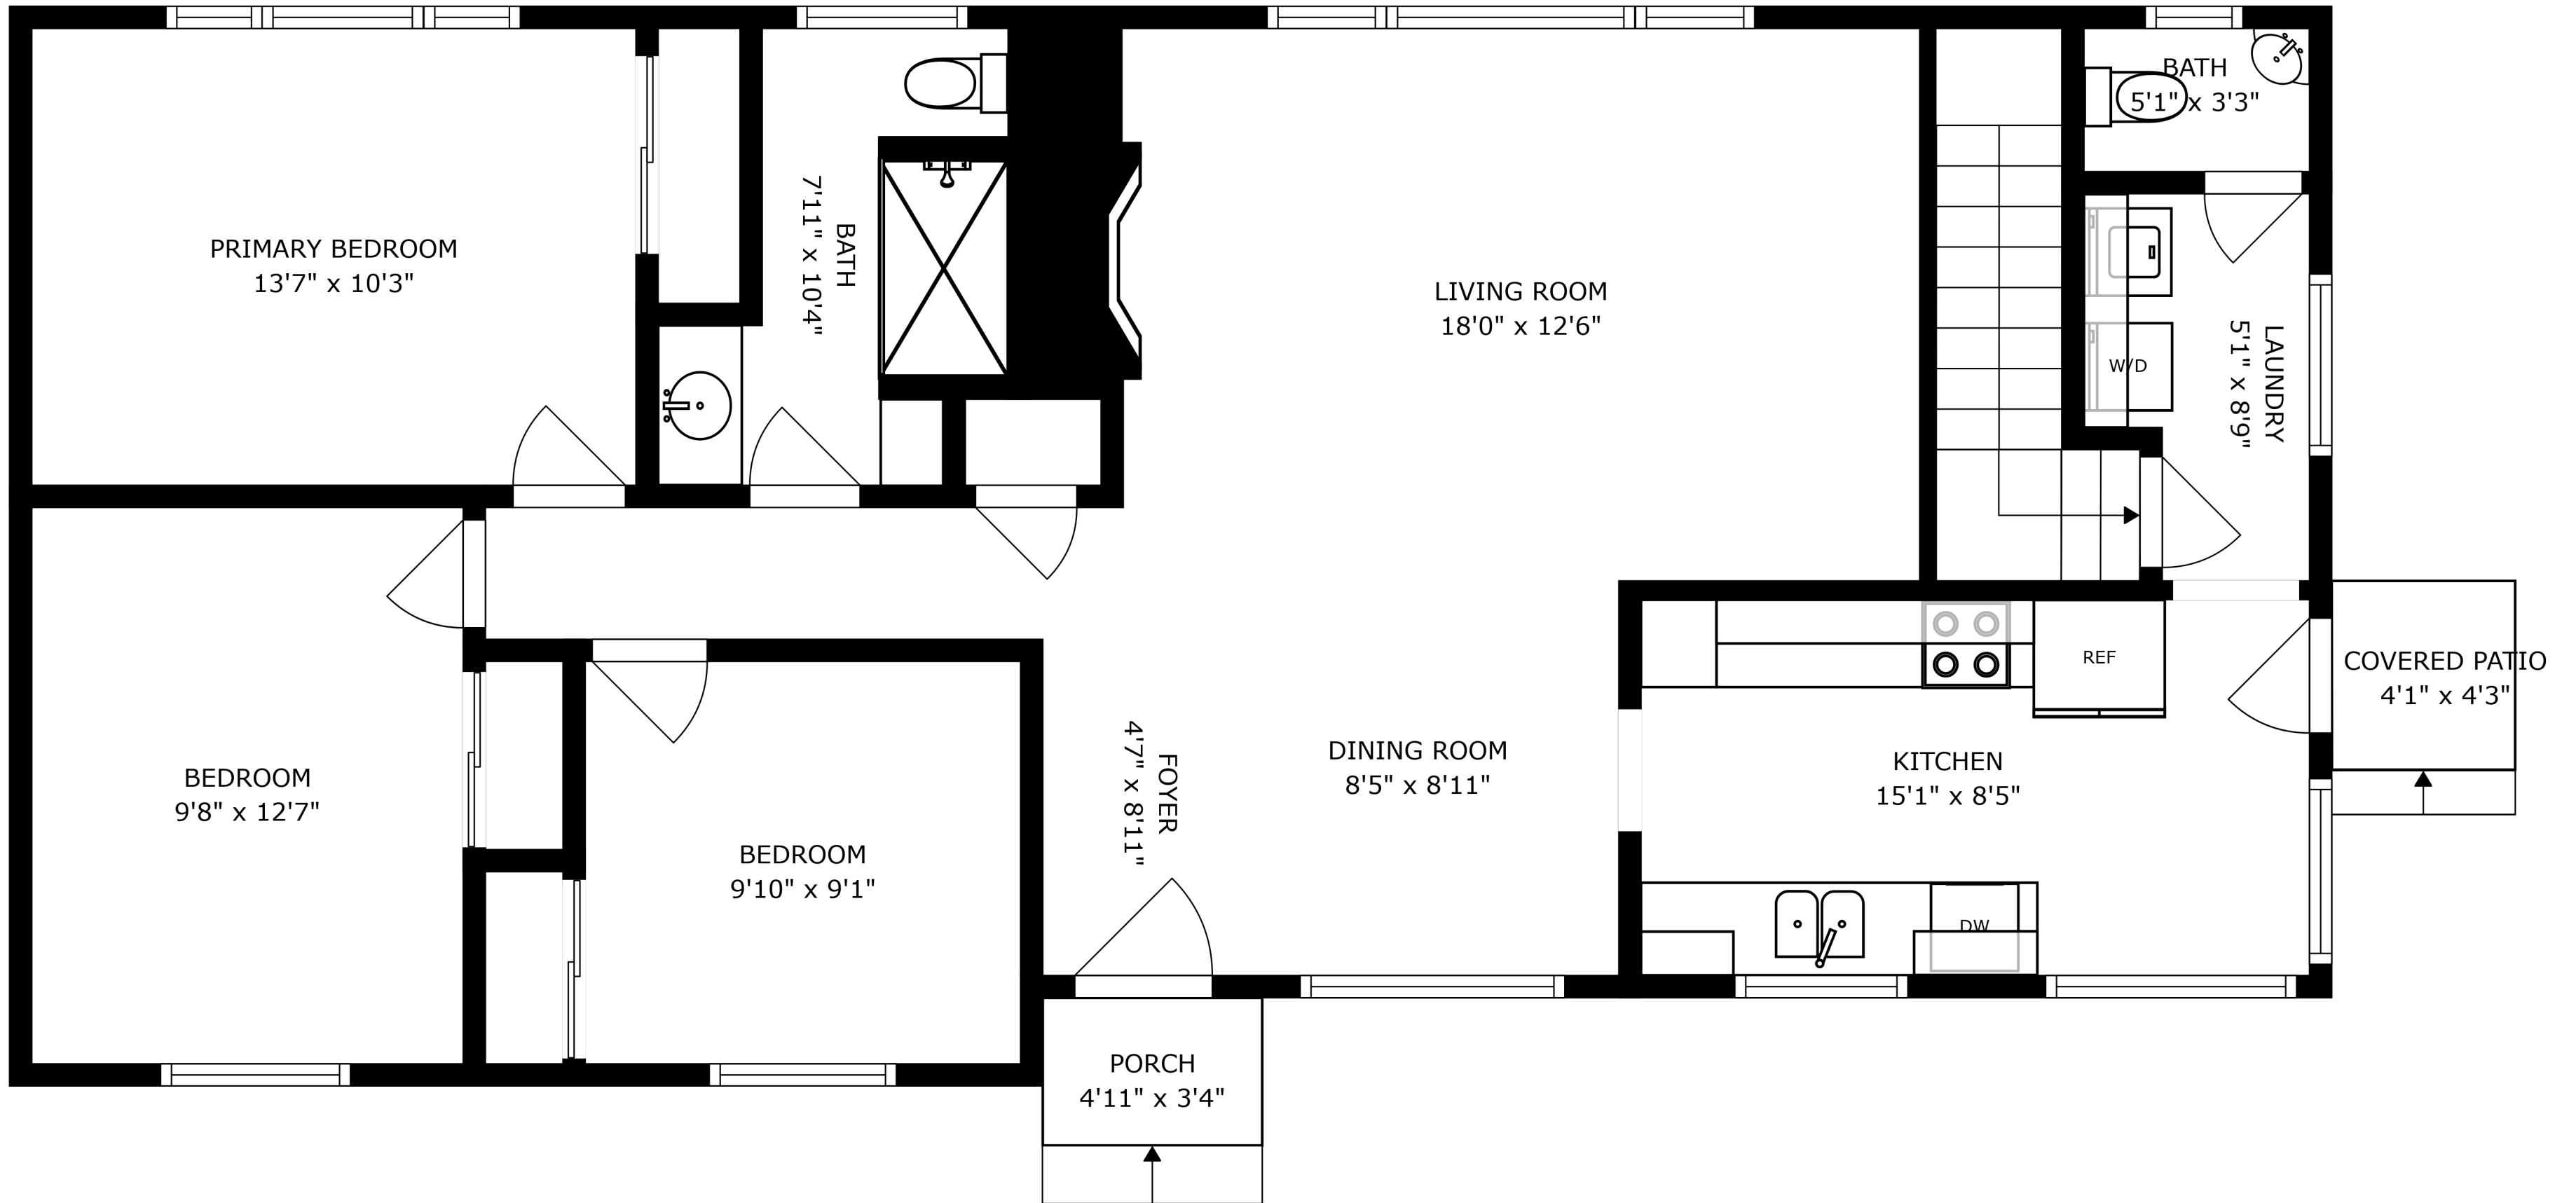 BATH
5'1" x 3'3"
PRIMARY BEDROOM
13'7" x 10'3"
BATH
7'11" x 10'4"
LIVING ROOM
18'0" x 12'6"
W/D
LAUNDRY
5'1" x 8'9"
REF
COVERED PATIO
4'1" x 4'3"
BEDROOM
9'8" x 12'7"
BEDROOM
9'10" x 9'1"
FOYER
4'7" x 8'11"
DINING ROOM
8'5" x 8'11"
KITCHEN
15'1" x 8'5"
DW
PORCH
4'11" x 3'4"